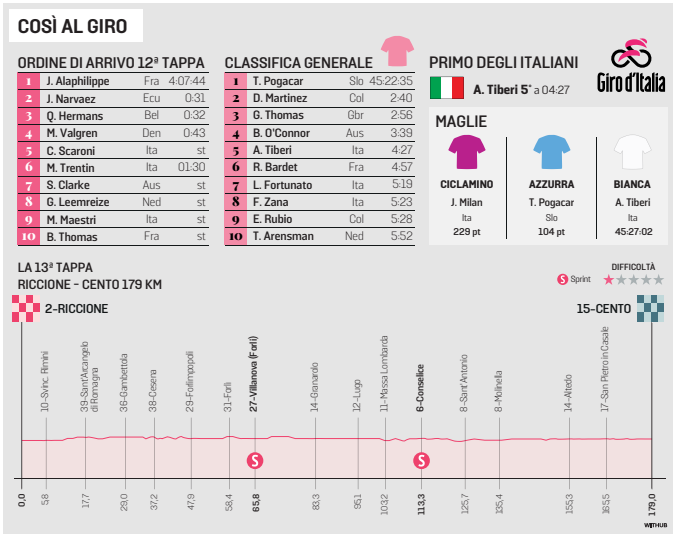 COSÌ AL GIRO
ORDINE DI ARRIVO 12ª TAPPA
1 J. Alaphilippe Fra 4:07:44
2 J. Narvaez Ecu 0:31
3 Q. Hermans Bel 0:32
4 M. Valgren Den 0:43
5 C. Scaroni Ita st
6 M. Trentin Ita 01:30
7 S. Clarke Aus st
8 G. Leemreize Ned st
9 M. Maestri Ita st
10 B. Thomas Fra st
CLASSIFICA GENERALE
1 T. Pogacar Slo 45:22:35
2 D. Martinez Col 2:40
3 G. Thomas Gbr 2:56
4 B. O'Connor Aus 3:39
5 A. Tiberi Ita 4:27
6 R. Bardet Fra 4:57
7 L. Fortunato Ita 5:19
8 F. Zana Ita 5:23
9 E. Rubio Col 5:28
10 T. Arensman Ned 5:52
PRIMO DEGLI ITALIANI
A. Tiberi 5° a 04:27
Giro d'Italia
MAGLIE
CICLAMINO
J. Milan
Ita
229 pt
AZZURRA
T. Pogacar
Slo
104 pt
BIANCA
A. Tiberi
Ita
45:27:02
LA 13ª TAPPA
RICCIONE - CENTO 179 KM
S Sprint
DIFFICOLTÀ
2-RICCIONE
15-CENTO
10-Svinc. Rimini
39-Sant'Arcangelo
di Romagna
36-Gambettola
38-Cesena
29-Forlimpopoli
31-Forlì
27-Villanova (Forlì)
14-Granarolo
12-Lugo
11-Massa Lombarda
6-Conselice
8-Sant'Antonio
8-Molinella
14-Altedo
17-San Pietro in Casale
S
S
0,0
5,8
17,7
29,0
37,2
47,9
58,4
65,8
83,3
95,1
103,2
113,3
125,7
135,4
155,3
165,5
179,0
WITHUB